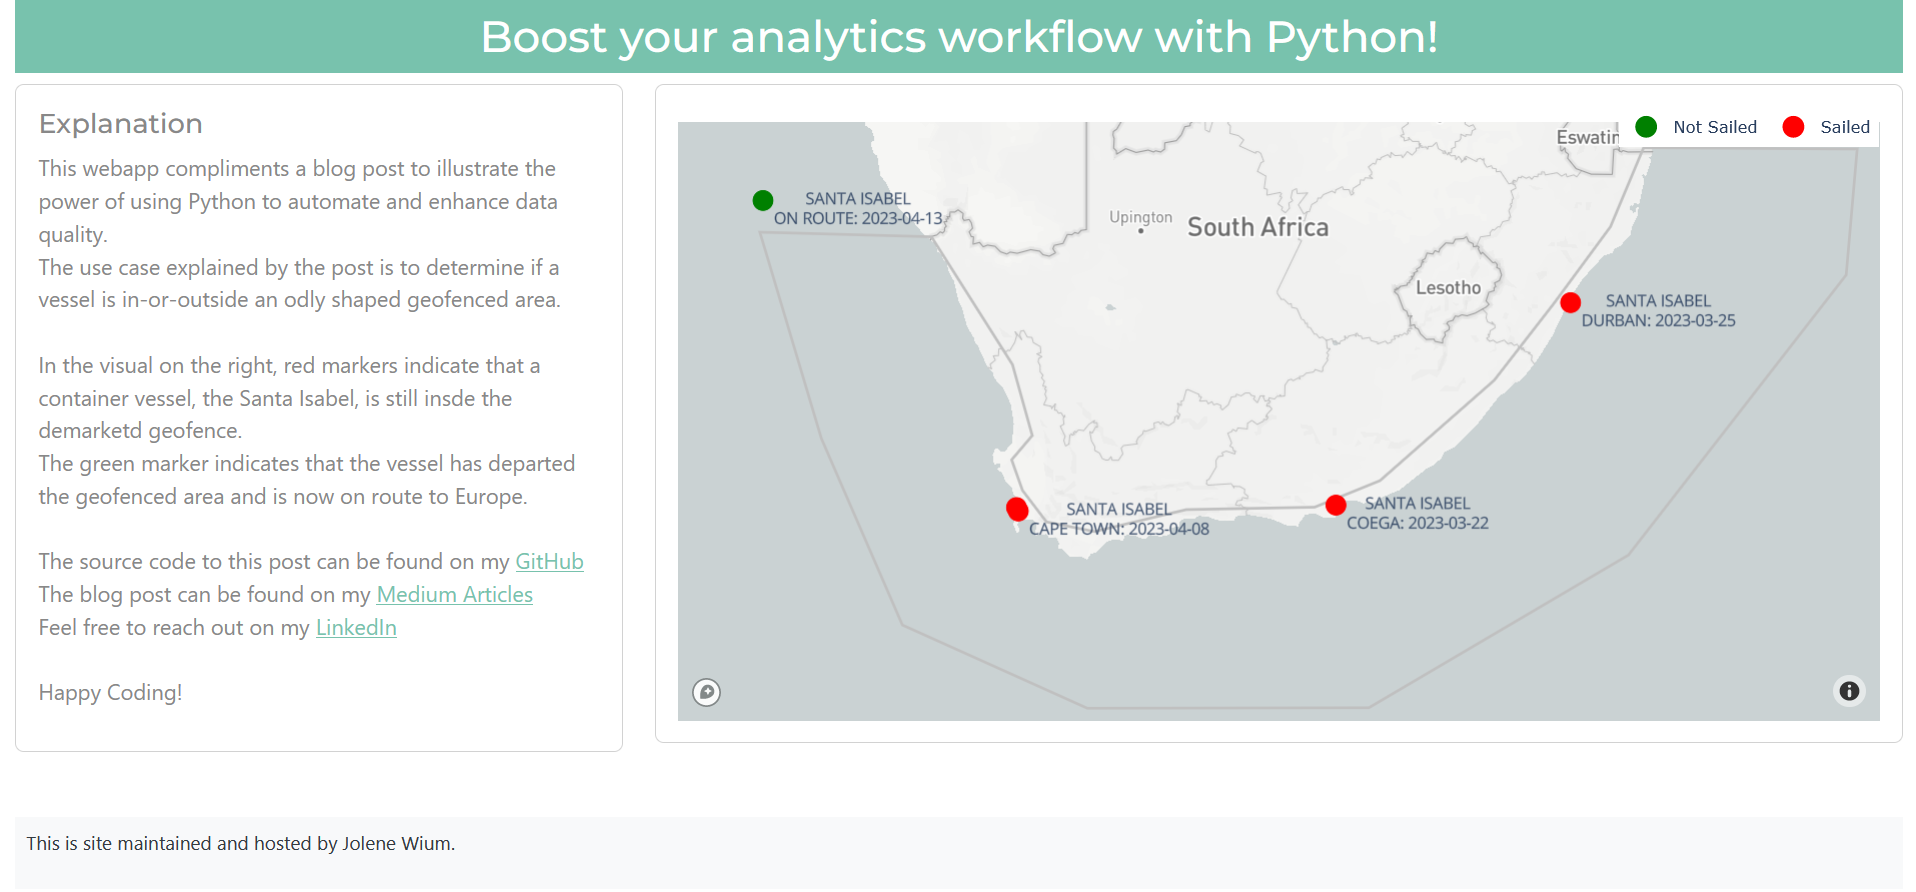 Boost your analytics workflow with Python!
Explanation
This webapp compliments a blog post to illustrate the
power of using Python to automate and enhance data
quality.
The use case explained by the post is to determine if a
vessel is in-or-outside an odly shaped geofenced area.
In the visual on the right, red markers indicate that a
container vessel, the Santa Isabel, is still insde the
demarketd geofence.
The green marker indicates that the vessel has departed
the geofenced area and is now on route to Europe.
The source code to this post can be found on my GitHub
The blog post can be found on my Medium Articles
Feel free to reach out on my LinkedIn
Happy Coding!
Not Sailed
Sailed
Eswatin
SANTA ISABEL
ON ROUTE: 2023-04-13
Upington
South Africa
Lesotho
SANTA ISABEL
DURBAN: 2023-03-25
SANTA ISABEL
CAPE TOWN: 2023-04-08
SANTA ISABEL
COEGA: 2023-03-22
This is site maintained and hosted by Jolene Wium.